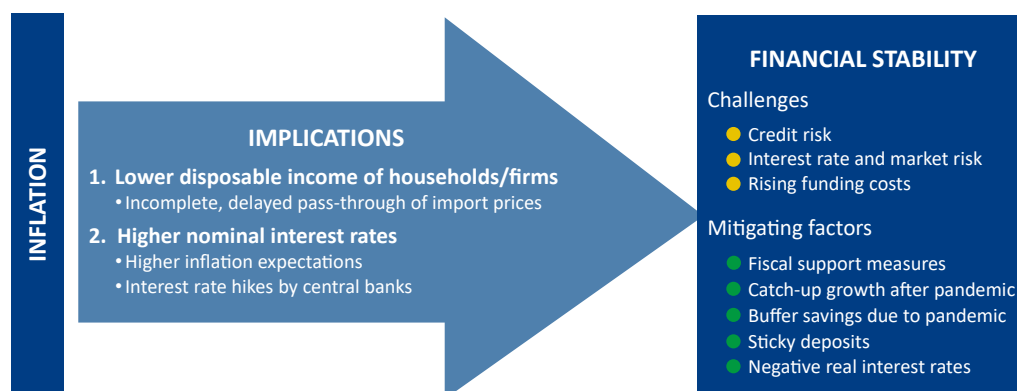 INFLATION
IMPLICATIONS
1. Lower disposable income of households/firms
• Incomplete, delayed pass-through of import prices
2. Higher nominal interest rates
• Higher inflation expectations
• Interest rate hikes by central banks
FINANCIAL STABILITY
Challenges
Credit risk
Interest rate and market risk
Rising funding costs
Mitigating factors
Fiscal support measures
Catch-up growth after pandemic
Buffer savings due to pandemic
Sticky deposits
Negative real interest rates